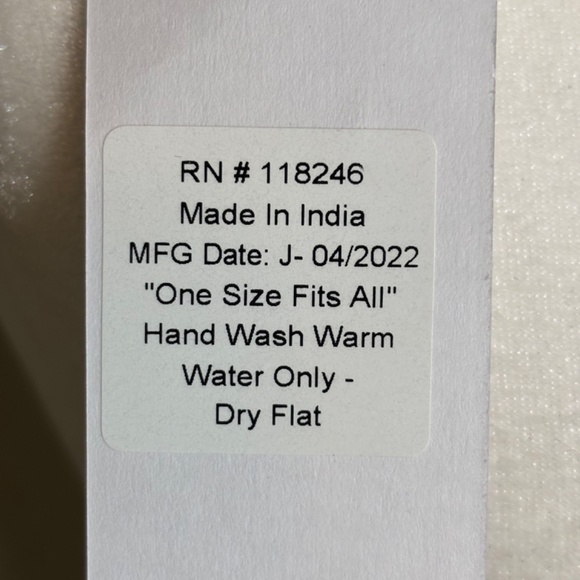 RN # 118246
Made In India
MFG Date: J- 04/2022
"One Size Fits All"
Hand Wash Warm
Water Only -
Dry Flat